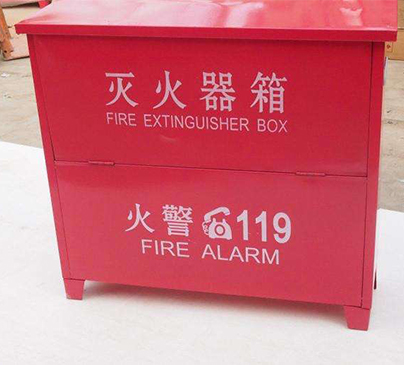 灭火器箱
FIRE EXTINGUISHER BOX
火警 119
FIRE ALARM